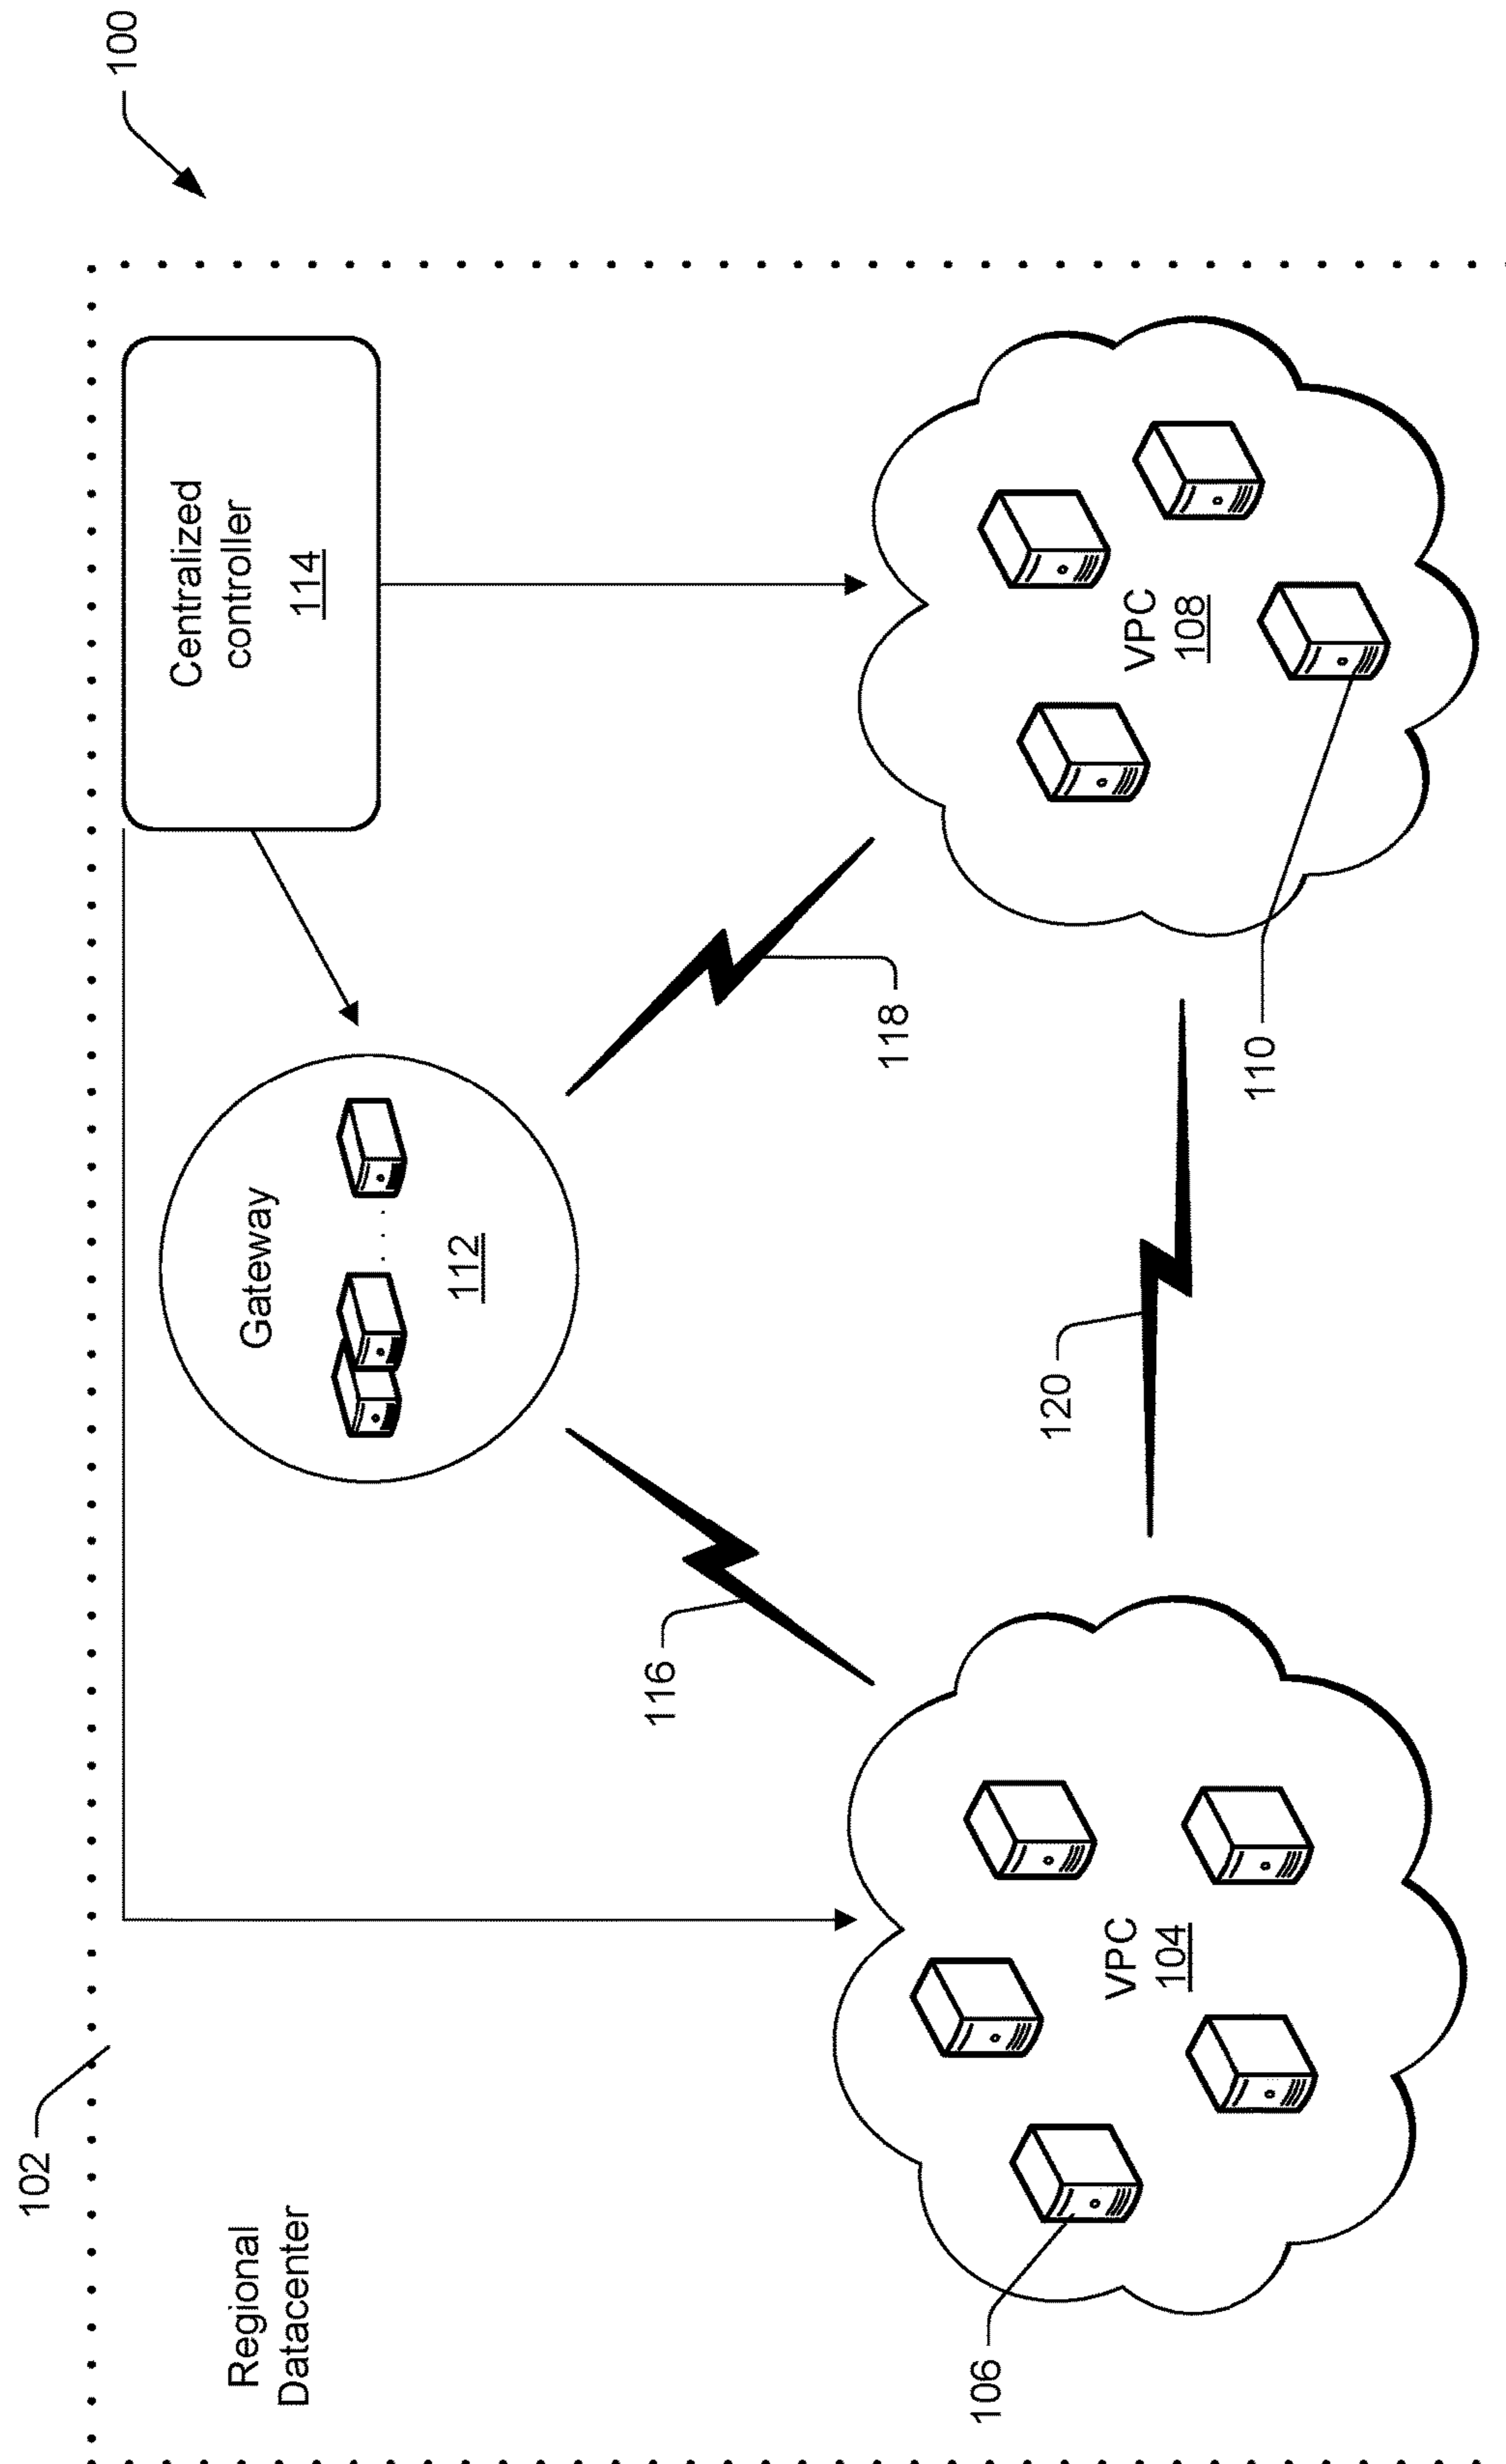 102
100
Regional
Datacenter
Gateway
112
Centralized
controller
114
116
118
106
VPC
104
120
VPC
108
110